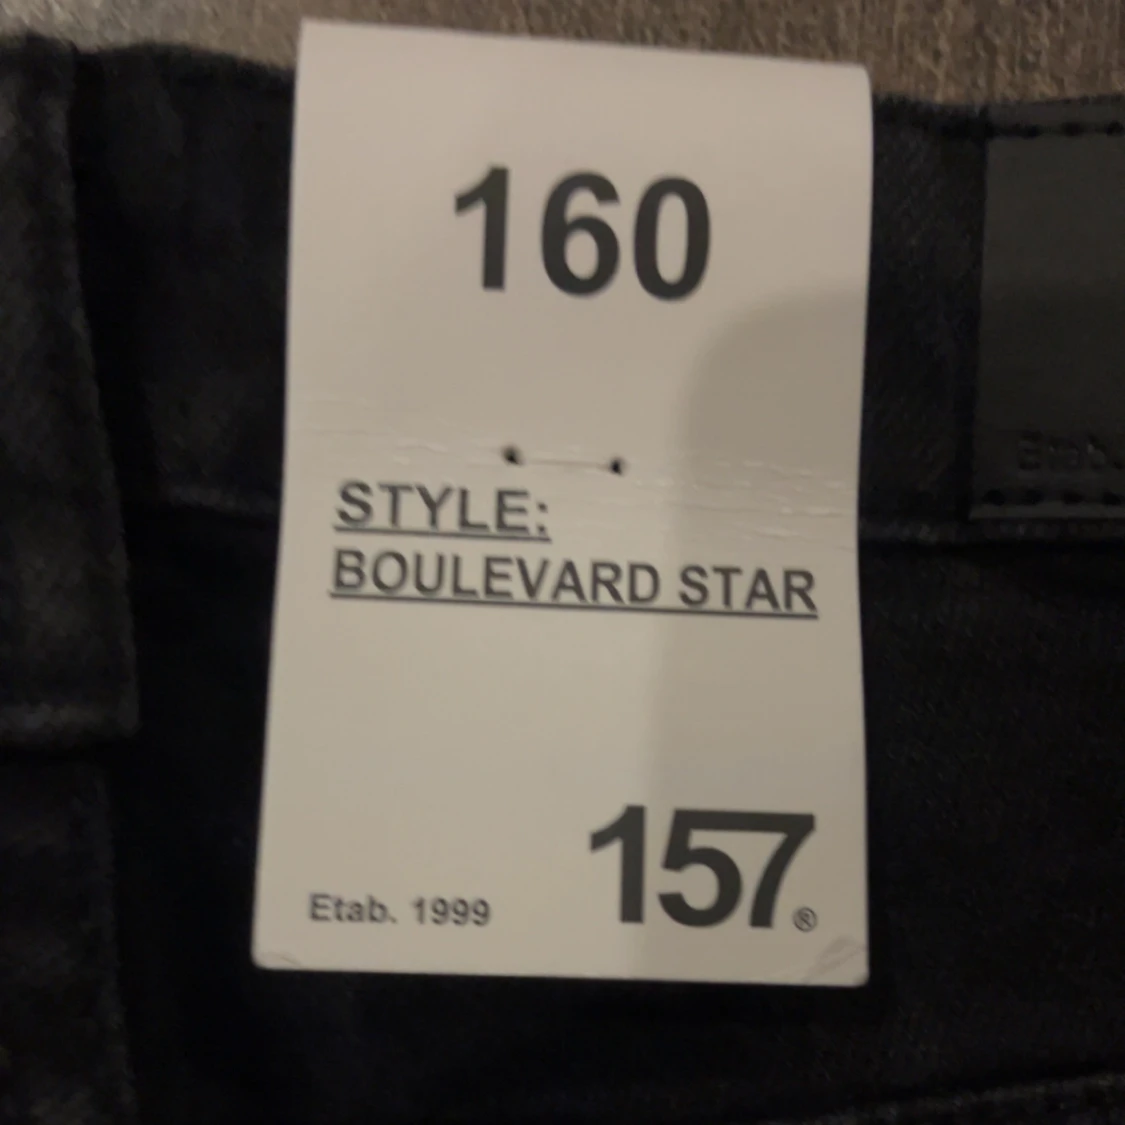 160
STYLE:
BOULEVARD STAR
157®
Etab. 1999